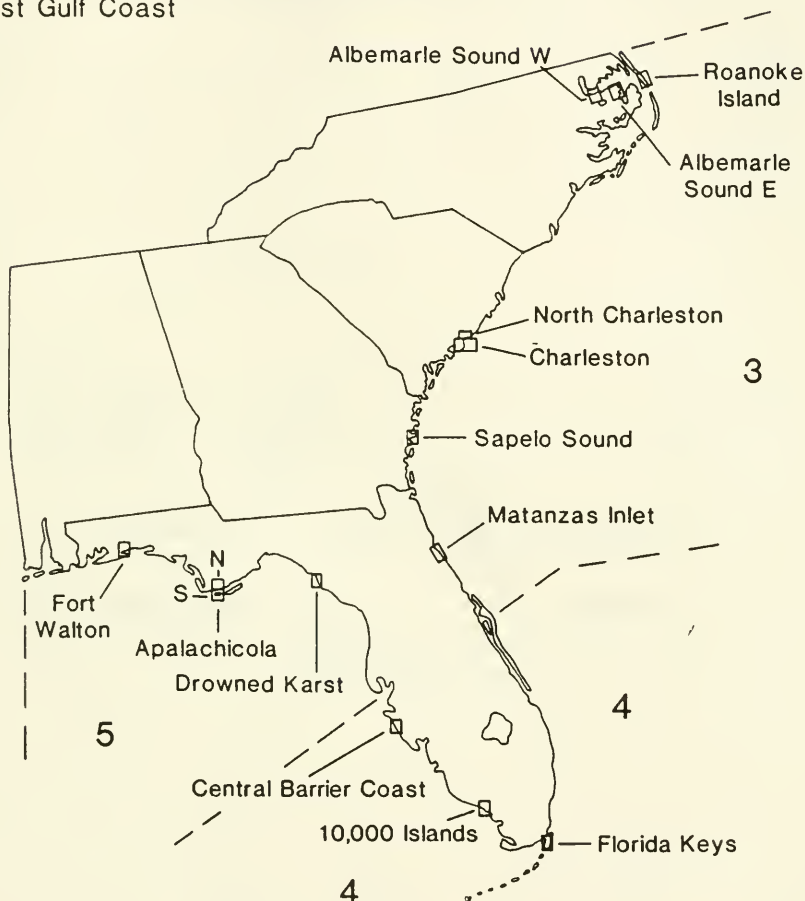 st Gulf Coast
Albemarle Sound W
Roanoke
Island
Albemarle
Sound E
North Charleston
Charleston
3
Sapelo Sound
Matanzas Inlet
N
S
Fort
Walton
Apalachicola
Drowned Karst
5
4
Central Barrier Coast
10,000 Islands
Florida Keys
4